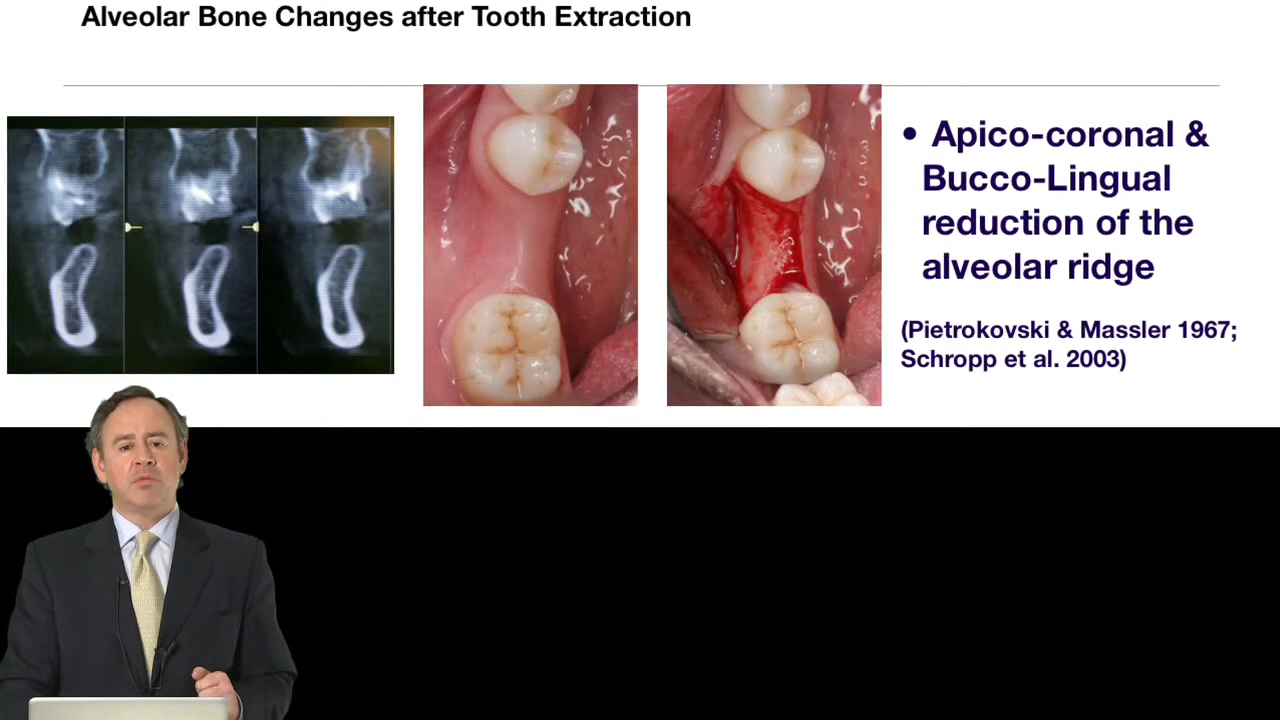 Alveolar Bone Changes after Tooth Extraction
• Apico-coronal &
Bucco-Lingual
reduction of the
alveolar ridge
(Pietrokovski & Massler 1967;
Schropp et al. 2003)